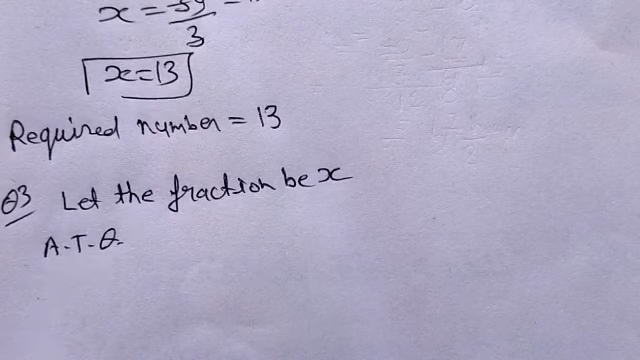 x = 39/3
x = 13
Required number = 13
Q3 Let the fraction be x
A.T.Q.